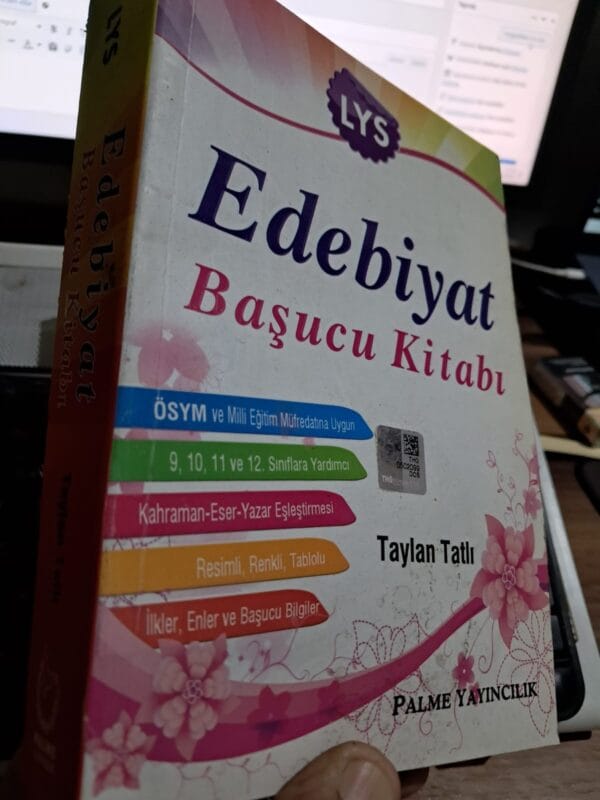 LYS
Edebiyat
Başucu Kitabı
ÖSYM ve Milli Eğitim Müfredatına Uygun
9, 10, 11 ve 12. Sınıflara Yardımcı
Kahraman-Eser-Yazar Eşleştirmesi
Resimli, Renkli, Tablolu
İlkler, Enler ve Başucu Bilgiler
Taylan Tatlı
PALME YAYINCILIK
LYS
Edebiyat
Başucu Kitabı
Taylan Tatlı